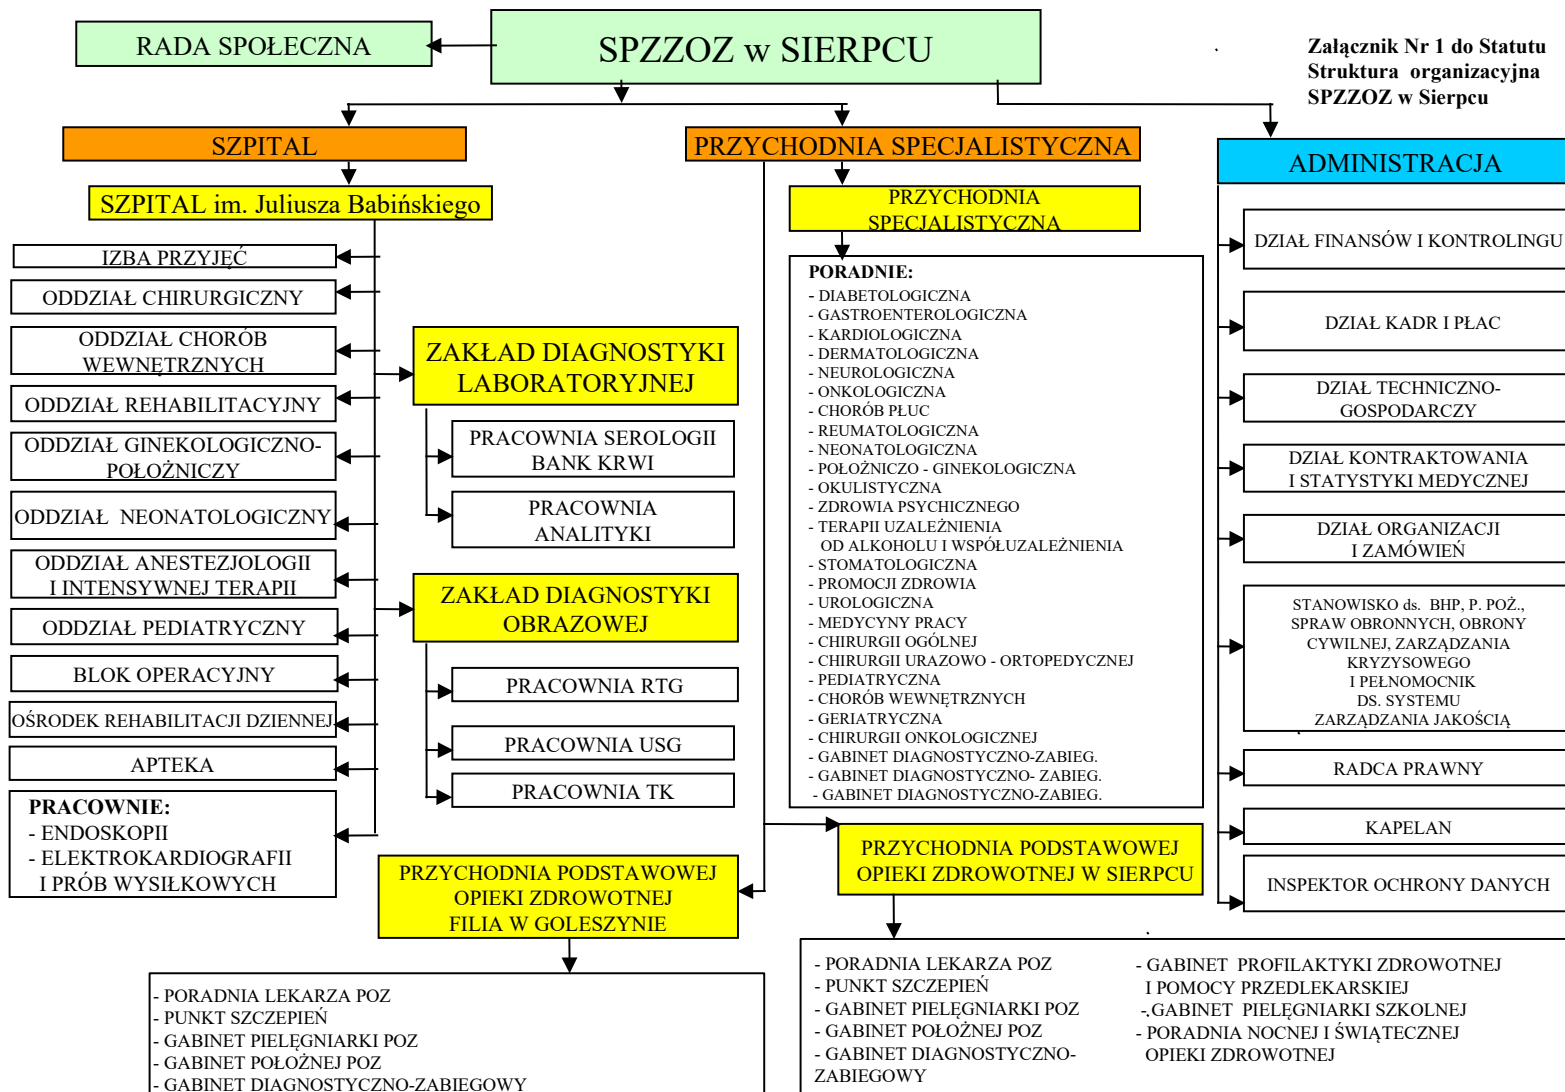 RADA SPOŁECZNA
SPZZOZ w SIERPCU
Załącznik Nr 1 do Statutu
Struktura organizacyjna
SPZZOZ w Sierpcu
SZPITAL
PRZYCHODNIA SPECJALISTYCZNA
ADMINISTRACJA
SZPITAL im. Juliusza Babińskiego
IZBA PRZYJĘĆ
ODDZIAŁ CHIRURGICZNY
ODDZIAŁ CHORÓB
WEWNĘTRZNYCH
ODDZIAŁ REHABILITACYJNY
ODDZIAŁ GINEKOLOGICZNO-
POŁOŻNICZY
ODDZIAŁ NEONATOLOGICZNY
ODDZIAŁ ANESTEZJOLOGII
I INTENSYWNEJ TERAPII
ODDZIAŁ PEDIATRYCZNY
BLOK OPERACYJNY
OŚRODEK REHABILITACJI DZIENNEJ
APTEKA
PRACOWNIE:
- ENDOSKOPII
- ELEKTROKARDIOGRAFII
I PRÓB WYSIŁKOWYCH
ZAKŁAD DIAGNOSTYKI
LABORATORYJNEJ
PRACOWNIA SEROLOGII
BANK KRWI
PRACOWNIA
ANALITYKI
ZAKŁAD DIAGNOSTYKI
OBRAZOWEJ
PRACOWNIA RTG
PRACOWNIA USG
PRACOWNIA TK
PRZYCHODNIA
SPECJALISTYCZNA
PORADNIE:
- DIABETOLOGICZNA
- GASTROENTEROLOGICZNA
- KARDIOLOGICZNA
- DERMATOLOGICZNA
- NEUROLOGICZNA
- ONKOLOGICZNA
- CHORÓB PŁUC
- REUMATOLOGICZNA
- NEONATOLOGICZNA
- POŁOŻNICZO - GINEKOLOGICZNA
- OKULISTYCZNA
- ZDROWIA PSYCHICZNEGO
- TERAPII UZALEŻNIENIA
OD ALKOHOLU I WSPÓŁUZALEŻNIENIA
- STOMATOLOGICZNA
- PROMOCJI ZDROWIA
- UROLOGICZNA
- MEDYCYNY PRACY
- CHIRURGII OGÓLNEJ
- CHIRURGII URAZOWO - ORTOPEDYCZNEJ
- PEDIATRYCZNA
- CHORÓB WEWNĘTRZNYCH
- GERIATRYCZNA
- CHIRURGII ONKOLOGICZNEJ
- GABINET DIAGNOSTYCZNO-ZABIEG.
- GABINET DIAGNOSTYCZNO- ZABIEG.
- GABINET DIAGNOSTYCZNO-ZABIEG.
DZIAŁ FINANSÓW I KONTROLINGU
DZIAŁ KADR I PŁAC
DZIAŁ TECHNICZNO-
GOSPODARCZY
DZIAŁ KONTRAKTOWANIA
I STATYSTYKI MEDYCZNEJ
DZIAŁ ORGANIZACJI
I ZAMÓWIEŃ
STANOWISKO ds. BHP, P. POŻ.,
SPRAW OBRONNYCH, OBRONY
CYWILNEJ, ZARZĄDZANIA
KRYZYSOWEGO
I PEŁNOMOCNIK
DS. SYSTEMU
ZARZĄDZANIA JAKOŚCIĄ
RADCA PRAWNY
KAPELAN
INSPEKTOR OCHRONY DANYCH
PRZYCHODNIA PODSTAWOWEJ
OPIEKI ZDROWOTNEJ
FILIA W GOLESZYNIE
- PORADNIA LEKARZA POZ
- PUNKT SZCZEPIEŃ
- GABINET PIELĘGNIARKI POZ
- GABINET POŁOŻNEJ POZ
- GABINET DIAGNOSTYCZNO-ZABIEGOWY
PRZYCHODNIA PODSTAWOWEJ
OPIEKI ZDROWOTNEJ W SIERPCU
- PORADNIA LEKARZA POZ
- PUNKT SZCZEPIEŃ
- GABINET PIELĘGNIARKI POZ
- GABINET POŁOŻNEJ POZ
- GABINET DIAGNOSTYCZNO-
ZABIEGOWY
- GABINET PROFILAKTYKI ZDROWOTNEJ
I POMOCY PRZEDLEKARSKIEJ
- GABINET PIELĘGNIARKI SZKOLNEJ
- PORADNIA NOCNEJ I ŚWIĄTECZNEJ
OPIEKI ZDROWOTNEJ